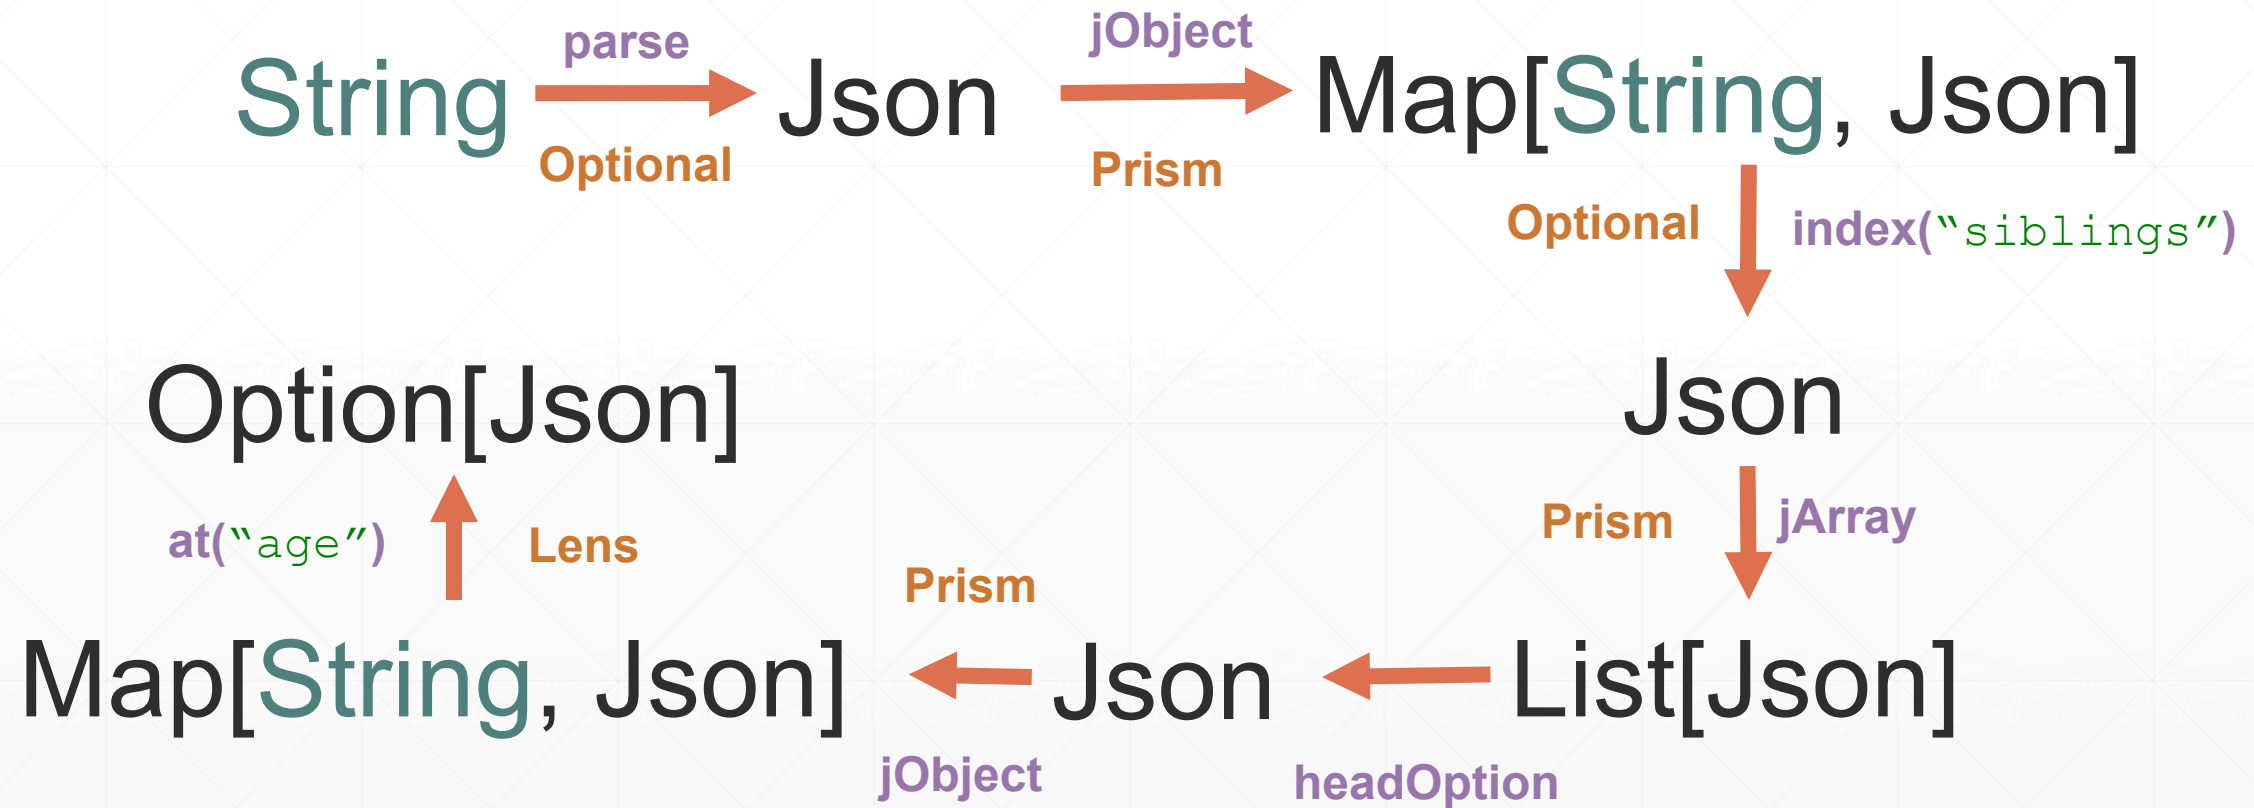 parse
jObject
String
Json
Map[String, Json]
Optional
Prism
Optional
index(“siblings”)
Option[Json]
Json
at(“age”)
Lens
Prism
jArray
Prism
Map[String, Json]
Json
List[Json]
jObject
headOption